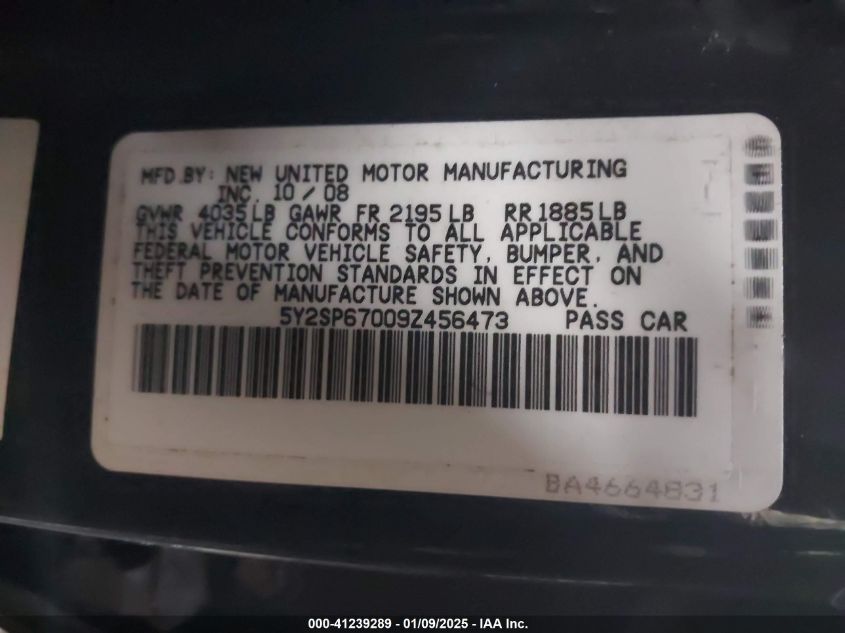 MFD.BY: NEW UNITED MOTOR MANUFACTURING
INC. 10 / 08
GVWR 4035 LB GAWR FR 2195 LB RR 1885 LB
THIS VEHICLE CONFORMS TO ALL APPLICABLE
FEDERAL MOTOR VEHICLE SAFETY, BUMPER, AND
THEFT PREVENTION STANDARDS IN EFFECT ON
THE DATE OF MANUFACTURE SHOWN ABOVE.
5Y2SP67009Z456473 PASS CAR
BA4664831
000-41239289 - 01/09/2025 - IAA Inc.